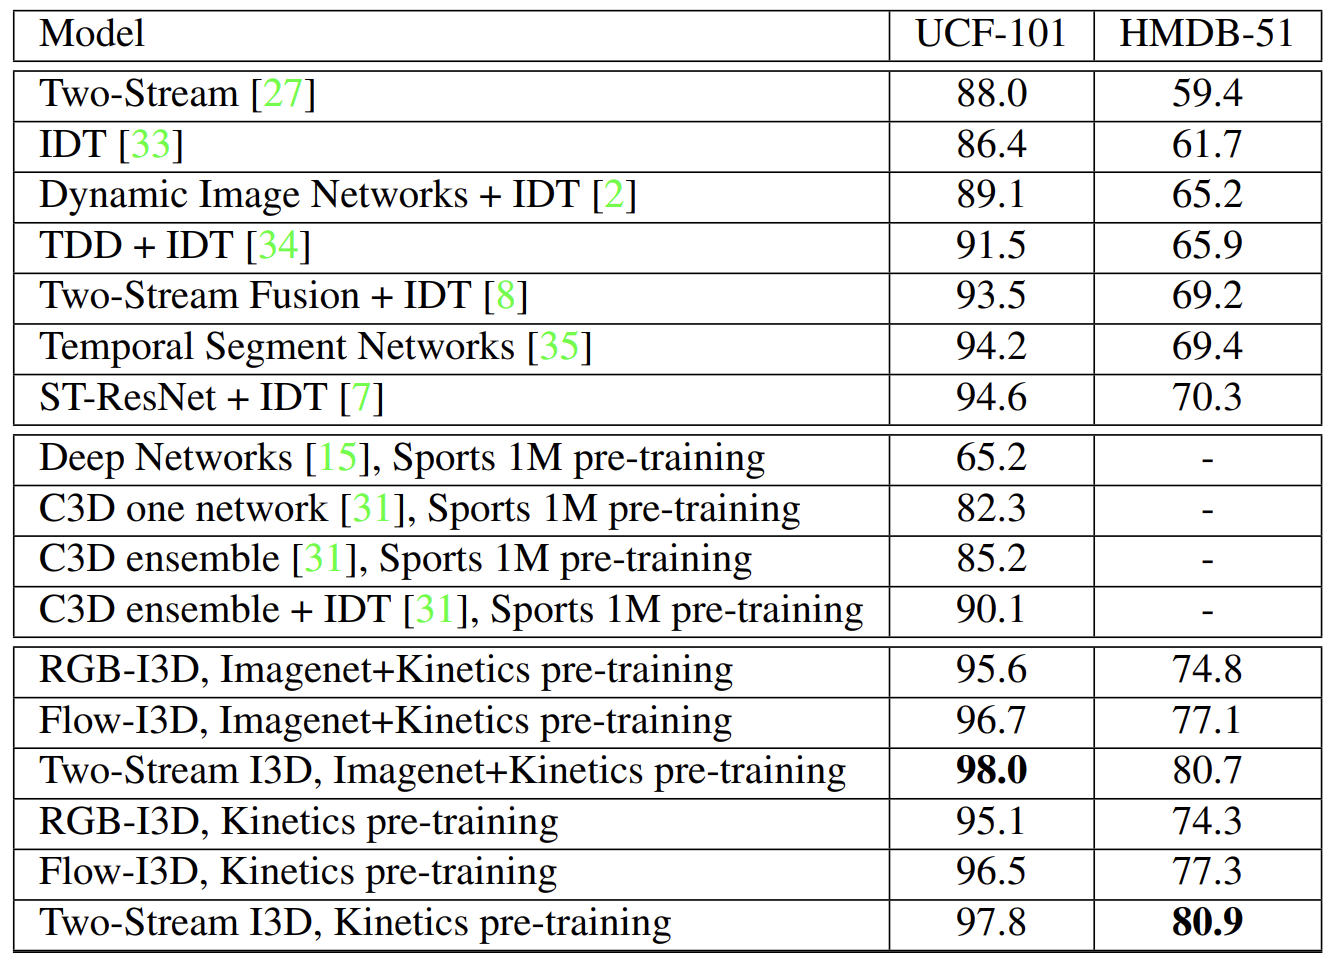 Model UCF-101 HMDB-51
Two-Stream [27] 88.0 59.4
IDT [33] 86.4 61.7
Dynamic Image Networks + IDT [2] 89.1 65.2
TDD + IDT [34] 91.5 65.9
Two-Stream Fusion + IDT [8] 93.5 69.2
Temporal Segment Networks [35] 94.2 69.4
ST-ResNet + IDT [7] 94.6 70.3
Deep Networks [15], Sports 1M pre-training 65.2 -
C3D one network [31], Sports 1M pre-training 82.3 -
C3D ensemble [31], Sports 1M pre-training 85.2 -
C3D ensemble + IDT [31], Sports 1M pre-training 90.1 -
RGB-I3D, Imagenet+Kinetics pre-training 95.6 74.8
Flow-I3D, Imagenet+Kinetics pre-training 96.7 77.1
Two-Stream I3D, Imagenet+Kinetics pre-training 98.0 80.7
RGB-I3D, Kinetics pre-training 95.1 74.3
Flow-I3D, Kinetics pre-training 96.5 77.3
Two-Stream I3D, Kinetics pre-training 97.8 80.9